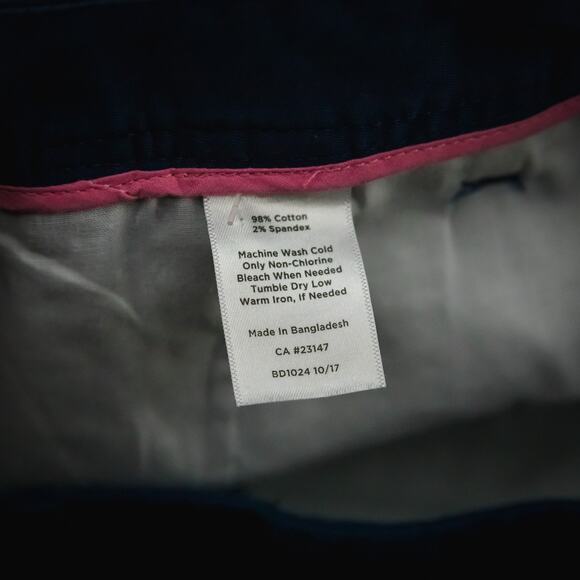 98% Cotton
2% Spandex
Machine Wash Cold
Only Non-Chlorine
Bleach When Needed
Tumble Dry Low
Warm Iron, If Needed
Made In Bangladesh
CA #23147
BD1024 10/17